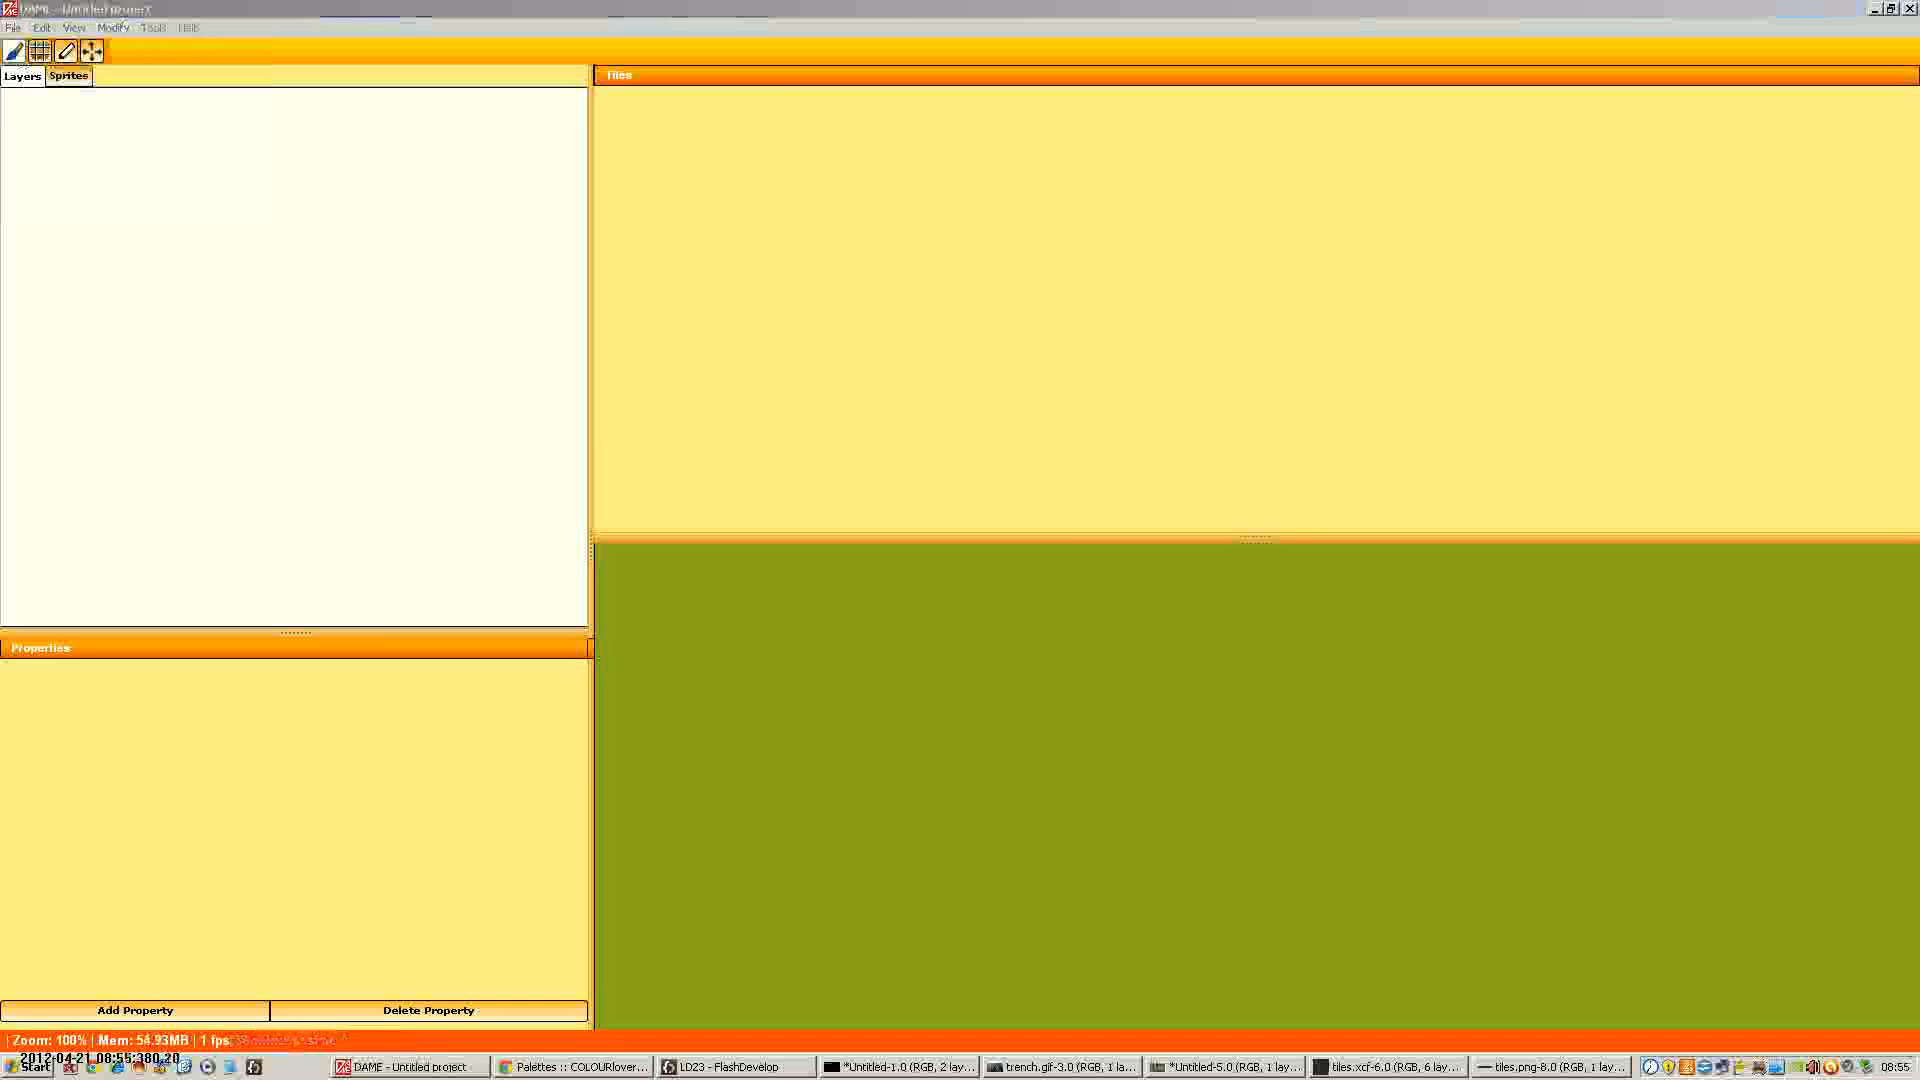 DAME - Untitled project
File Edit View Modify Tools Help
Layers Sprites
Tiles
Properties
Add Property Delete Property
| Zoom: 100% | Mem: 54.93MB | 1 fps
2012-04-21 08:55:38
Start DAME - Untitled project Palettes :: COLOURlover... LD23 - FlashDevelop *Untitled-1.0 (RGB, 2 lay... trench.gif-3.0 (RGB, 1 la... *Untitled-5.0 (RGB, 1 lay... tiles.xcf-6.0 (RGB, 6 lay... tiles.png-8.0 (RGB, 1 lay... 08:55